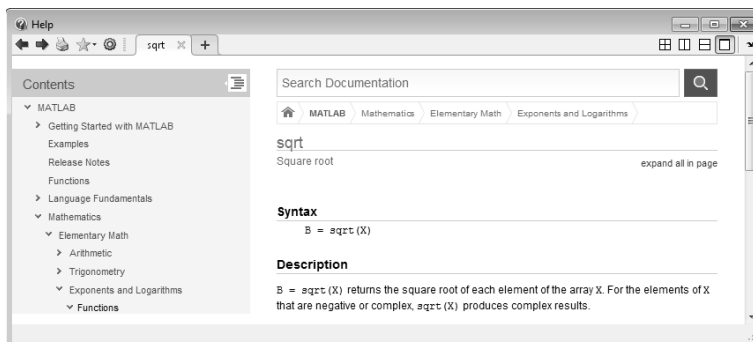 Help
sqrt
Contents
MATLAB
Getting Started with MATLAB
Examples
Release Notes
Functions
Language Fundamentals
Mathematics
Elementary Math
Arithmetic
Trigonometry
Exponents and Logarithms
Functions
Search Documentation
MATLAB Mathematics Elementary Math Exponents and Logarithms
sqrt
Square root
expand all in page
Syntax
B = sqrt(X)
Description
B = sqrt(X) returns the square root of each element of the array X. For the elements of X
that are negative or complex, sqrt(X) produces complex results.